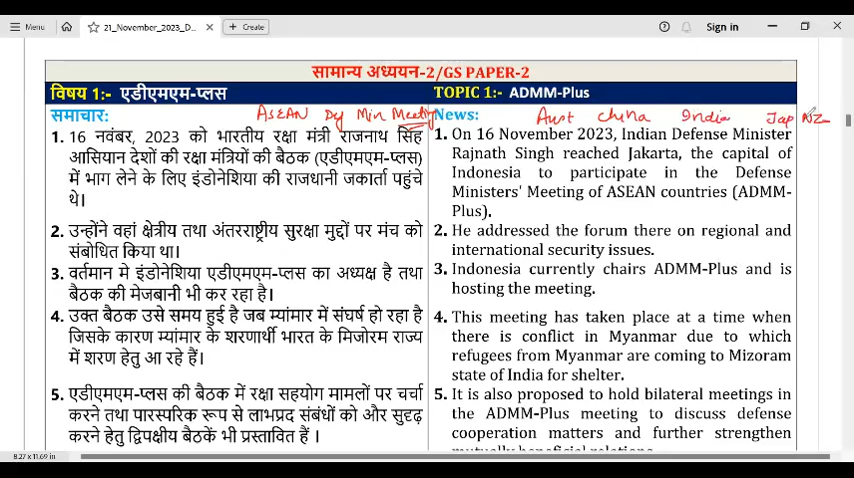 Menu
21_November_2023_D...
+ Create
Sign in
सामान्य अध्ययन-2/GS PAPER-2
विषय 1:- एडीएमएम-प्लस
TOPIC 1:- ADMM-Plus
समाचार:
ASEAN Def Min Meeting
1. 16 नवंबर, 2023 को भारतीय रक्षा मंत्री राजनाथ सिंह
आसियान देशों की रक्षा मंत्रियों की बैठक (एडीएमएम-प्लस)
में भाग लेने के लिए इंडोनेशिया की राजधानी जकार्ता पहुंचे
थे।
2. उन्होंने वहां क्षेत्रीय तथा अंतरराष्ट्रीय सुरक्षा मुद्दों पर मंच को
संबोधित किया था।
3. वर्तमान मे इंडोनेशिया एडीएमएम-प्लस का अध्यक्ष है तथा
बैठक की मेजबानी भी कर रहा है।
4. उक्त बैठक उसे समय हुई है जब म्यांमार में संघर्ष हो रहा है
जिसके कारण म्यांमार के शरणार्थी भारत के मिजोरम राज्य
में शरण हेतु आ रहे हैं।
5. एडीएमएम-प्लस की बैठक में रक्षा सहयोग मामलों पर चर्चा
करने तथा पारस्परिक रूप से लाभप्रद संबंधों को और सुदृढ़
करने हेतु द्विपक्षीय बैठकें भी प्रस्तावित हैं ।
News:
Aust China India Jap NZ
1. On 16 November 2023, Indian Defense Minister
Rajnath Singh reached Jakarta, the capital of
Indonesia to participate in the Defense
Ministers' Meeting of ASEAN countries (ADMM-
Plus).
2. He addressed the forum there on regional and
international security issues.
3. Indonesia currently chairs ADMM-Plus and is
hosting the meeting.
4. This meeting has taken place at a time when
there is conflict in Myanmar due to which
refugees from Myanmar are coming to Mizoram
state of India for shelter.
5. It is also proposed to hold bilateral meetings in
the ADMM-Plus meeting to discuss defense
cooperation matters and further strengthen
mutually beneficial relations.
8.27 x 11.69 in